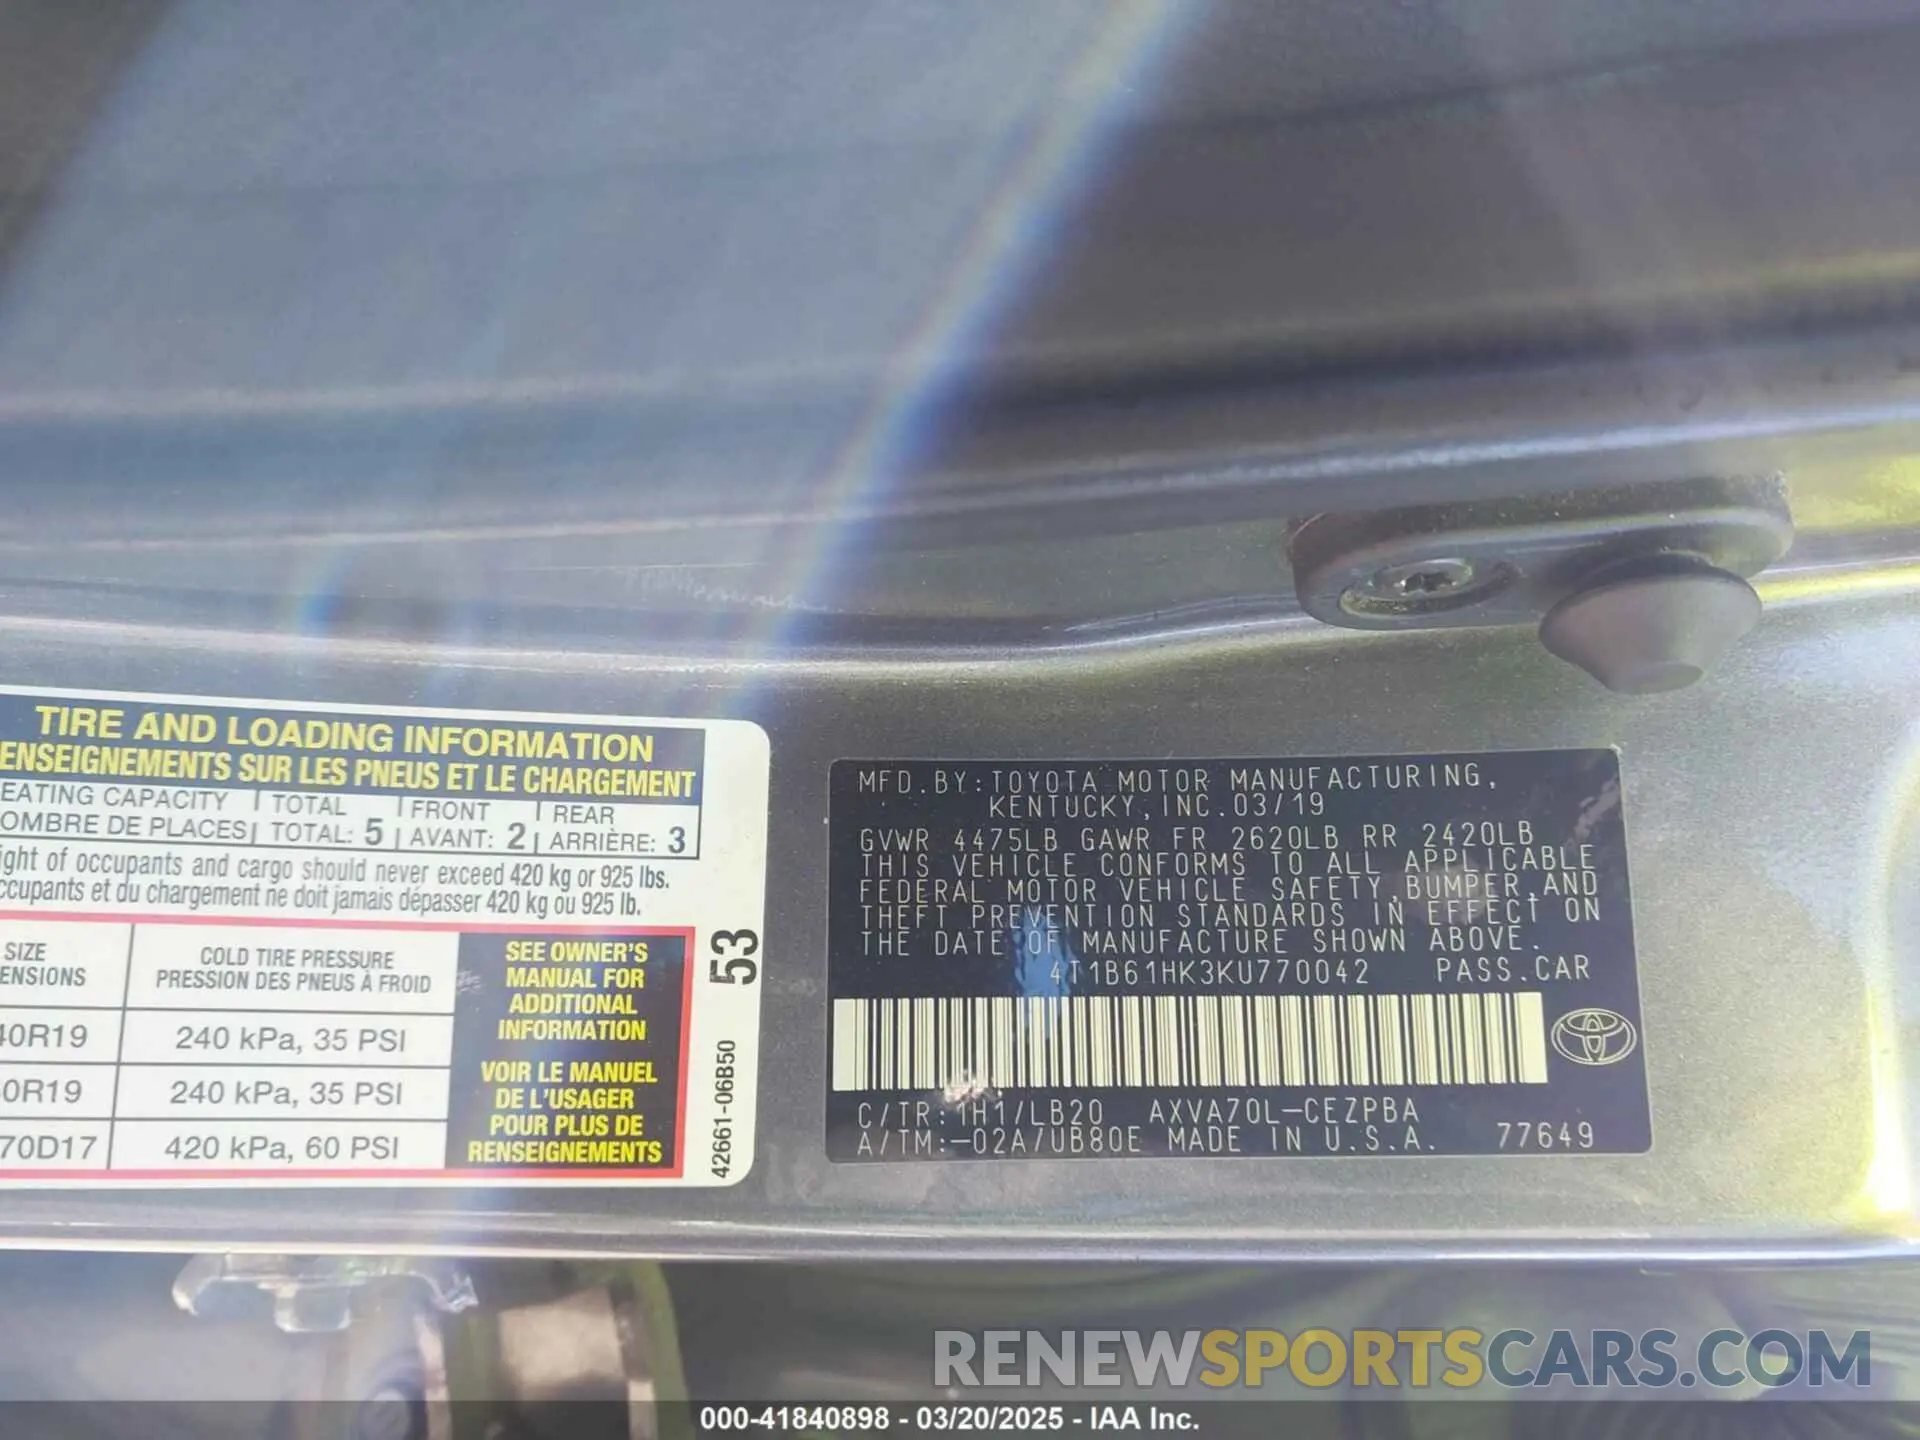 TIRE AND LOADING INFORMATION
ENSEIGNEMENTS SUR LES PNEUS ET LE CHARGEMENT
EATING CAPACITY TOTAL FRONT REAR
OMBRE DE PLACES TOTAL: 5 AVANT: 2 ARRIÈRE: 3
ight of occupants and cargo should never exceed 420 kg or 925 lbs.
ccupants et du chargement ne doit jamais dépasser 420 kg ou 925 lb.
SIZE
ENSIONS
COLD TIRE PRESSURE
PRESSION DES PNEUS À FROID
40R19 240 kPa, 35 PSI
0R19 240 kPa, 35 PSI
70D17 420 kPa, 60 PSI
SEE OWNER'S
MANUAL FOR
ADDITIONAL
INFORMATION
VOIR LE MANUEL
DE L'USAGER
POUR PLUS DE
RENSEIGNEMENTS
53
42661-06B50
MFD.BY:TOYOTA MOTOR MANUFACTURING,
KENTUCKY,INC.03/19
GVWR 4475LB GAWR FR 2620LB RR 2420LB
THIS VEHICLE CONFORMS TO ALL APPLICABLE
FEDERAL MOTOR VEHICLE SAFETY,BUMPER,AND
THEFT PREVENTION STANDARDS IN EFFECT ON
THE DATE OF MANUFACTURE SHOWN ABOVE.
4T1B61HK3KU770042 PASS.CAR
C/TR:1H1/LB20 AXVA70L-CEZPBA
A/TM:-02A/UB80E MADE IN U.S.A. 77649
RENEWSPORTSCARS.COM
000-41840898 - 03/20/2025 - IAA Inc.